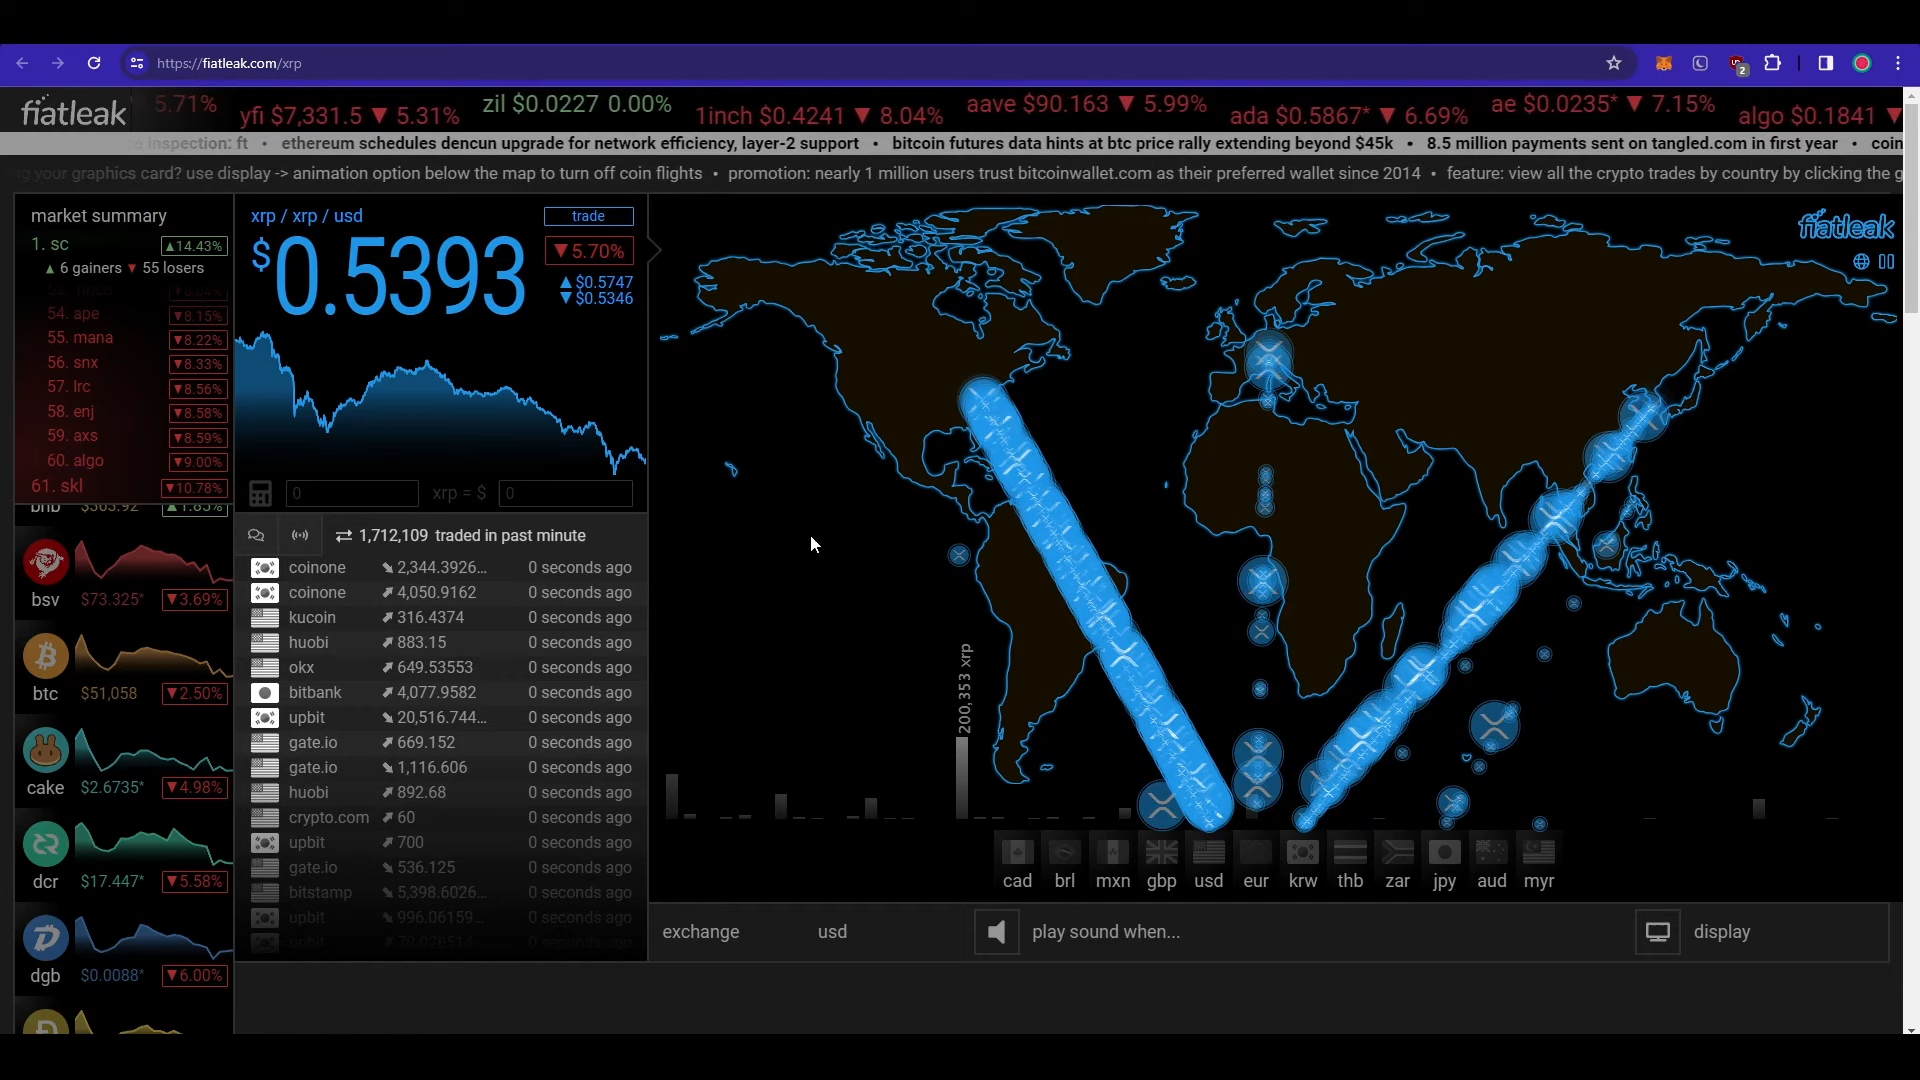 https://fiatleak.com/xrp
2
fiatleak
5.71%
yfi $7,331.5 ▼ 5.31%
zil $0.0227 0.00%
1inch $0.4241 ▼ 8.04%
aave $90.163 ▼ 5.99%
ada $0.5867* ▼ 6.69%
ae $0.0235* ▼ 7.15%
algo $0.1841 ▼
inspection: ft • ethereum schedules dencun upgrade for network efficiency, layer-2 support • bitcoin futures data hints at btc price rally extending beyond $45k • 8.5 million payments sent on tangled.com in first year • coin
your graphics card? use display -> animation option below the map to turn off coin flights • promotion: nearly 1 million users trust bitcoinwallet.com as their preferred wallet since 2014 • feature: view all the crypto trades by country by clicking the g
market summary
1. sc ▲14.43%
▲ 6 gainers ▼ 55 losers
54. ape ▼8.15%
55. mana ▼8.22%
56. snx ▼8.33%
57. lrc ▼8.56%
58. enj ▼8.58%
59. axs ▼8.59%
60. algo ▼9.00%
61. skl ▼10.78%
bsv $73.325* ▼3.69%
btc $51,058 ▼2.50%
cake $2.6735* ▼4.98%
dcr $17.447* ▼5.58%
dgb $0.0088* ▼6.00%
xrp / xrp / usd
trade
$0.5393
▼5.70%
▲$0.5747
▼$0.5346
0 xrp = $ 0
1,712,109 traded in past minute
coinone 2,344.3926... 0 seconds ago
coinone 4,050.9162 0 seconds ago
kucoin 316.4374 0 seconds ago
huobi 883.15 0 seconds ago
okx 649.53553 0 seconds ago
bitbank 4,077.9582 0 seconds ago
upbit 20,516.744... 0 seconds ago
gate.io 669.152 0 seconds ago
gate.io 1,116.606 0 seconds ago
huobi 892.68 0 seconds ago
crypto.com 60 0 seconds ago
upbit 700 0 seconds ago
gate.io 536.125 0 seconds ago
bitstamp 5,398.6026... 0 seconds ago
upbit 996.06159... 0 seconds ago
upbit 0 seconds ago
fiatleak
200,353 xrp
cad brl mxn gbp usd eur krw thb zar jpy aud myr
exchange usd
play sound when...
display